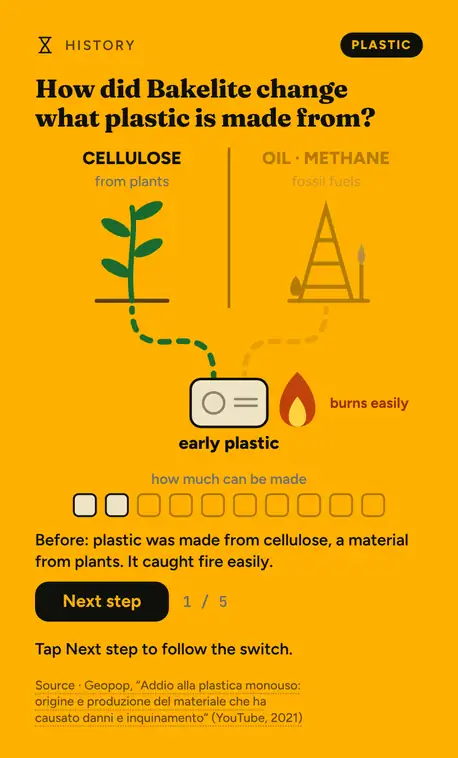 HISTORY
PLASTIC
How did Bakelite change
what plastic is made from?
CELLULOSE
from plants
OIL · METHANE
fossil fuels
burns easily
early plastic
how much can be made
Before: plastic was made from cellulose, a material
from plants. It caught fire easily.
Next step
1 / 5
Tap Next step to follow the switch.
Source · Geopop, “Addio alla plastica monouso:
origine e produzione del materiale che ha
causato danni e inquinamento” (YouTube, 2021)